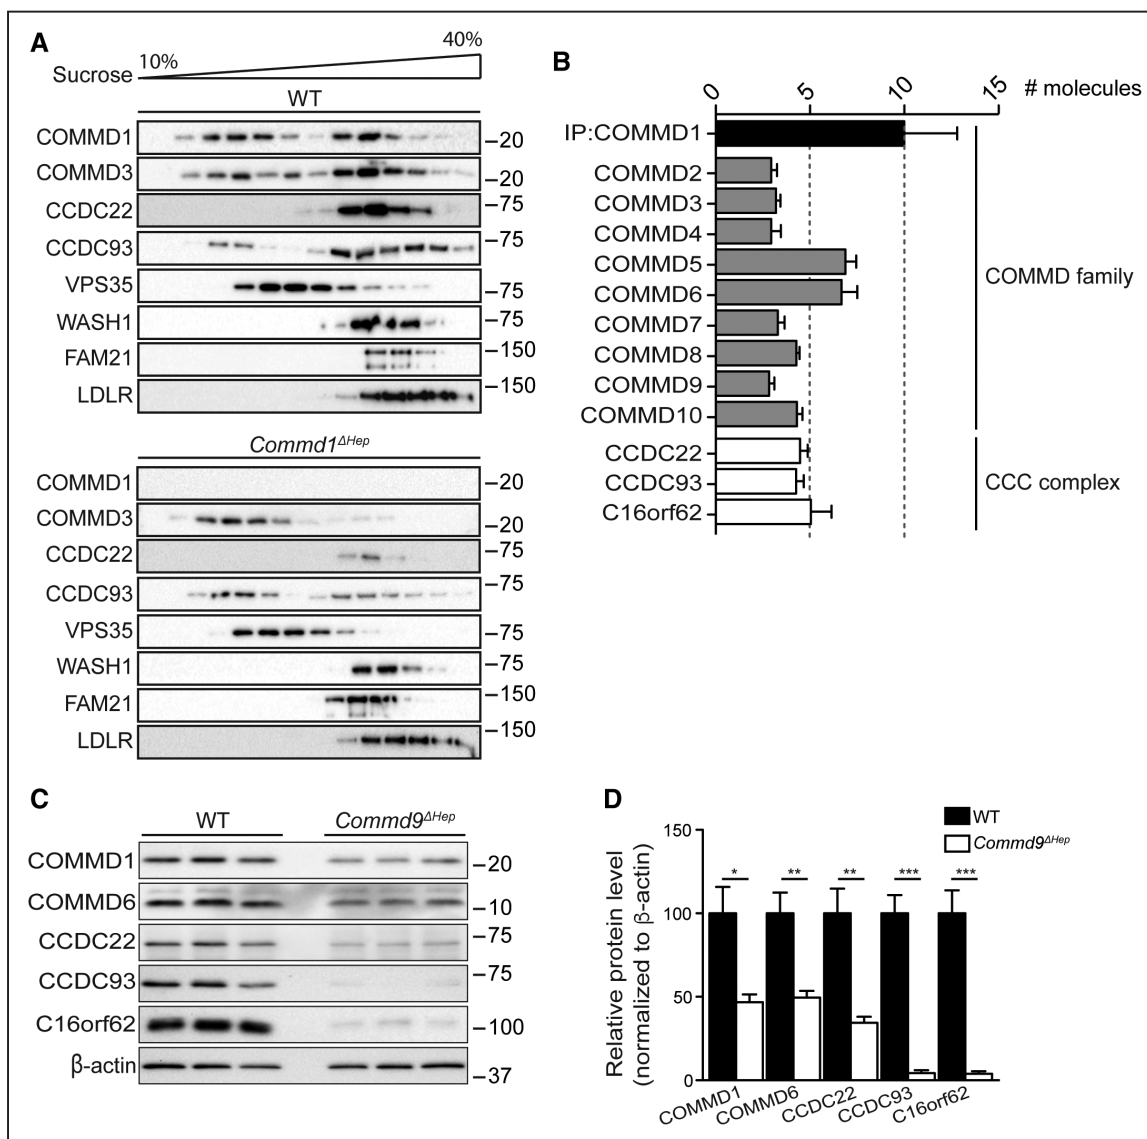 A
10%
40%
Sucrose
WT
COMMD1
–20
COMMD3
–20
CCDC22
–75
CCDC93
–75
VPS35
–75
WASH1
–75
FAM21
–150
LDLR
–150
Commd1ΔHep
COMMD1
–20
COMMD3
–20
CCDC22
–75
CCDC93
–75
VPS35
–75
WASH1
–75
FAM21
–150
LDLR
–150
B
0 5 10 15 # molecules
IP:COMMD1
COMMD2
COMMD3
COMMD4
COMMD5
COMMD6
COMMD7
COMMD8
COMMD9
COMMD10
CCDC22
CCDC93
C16orf62
COMMD family
CCC complex
C
WT Commd9ΔHep
COMMD1
–20
COMMD6
–10
CCDC22
–75
CCDC93
–75
C16orf62
–100
β-actin
–37
D
WT
Commd9ΔHep
Relative protein level
(normalized to β-actin)
150
100
50
0
* ** ** *** ***
COMMD1
COMMD6
CCDC22
CCDC93
C16orf62